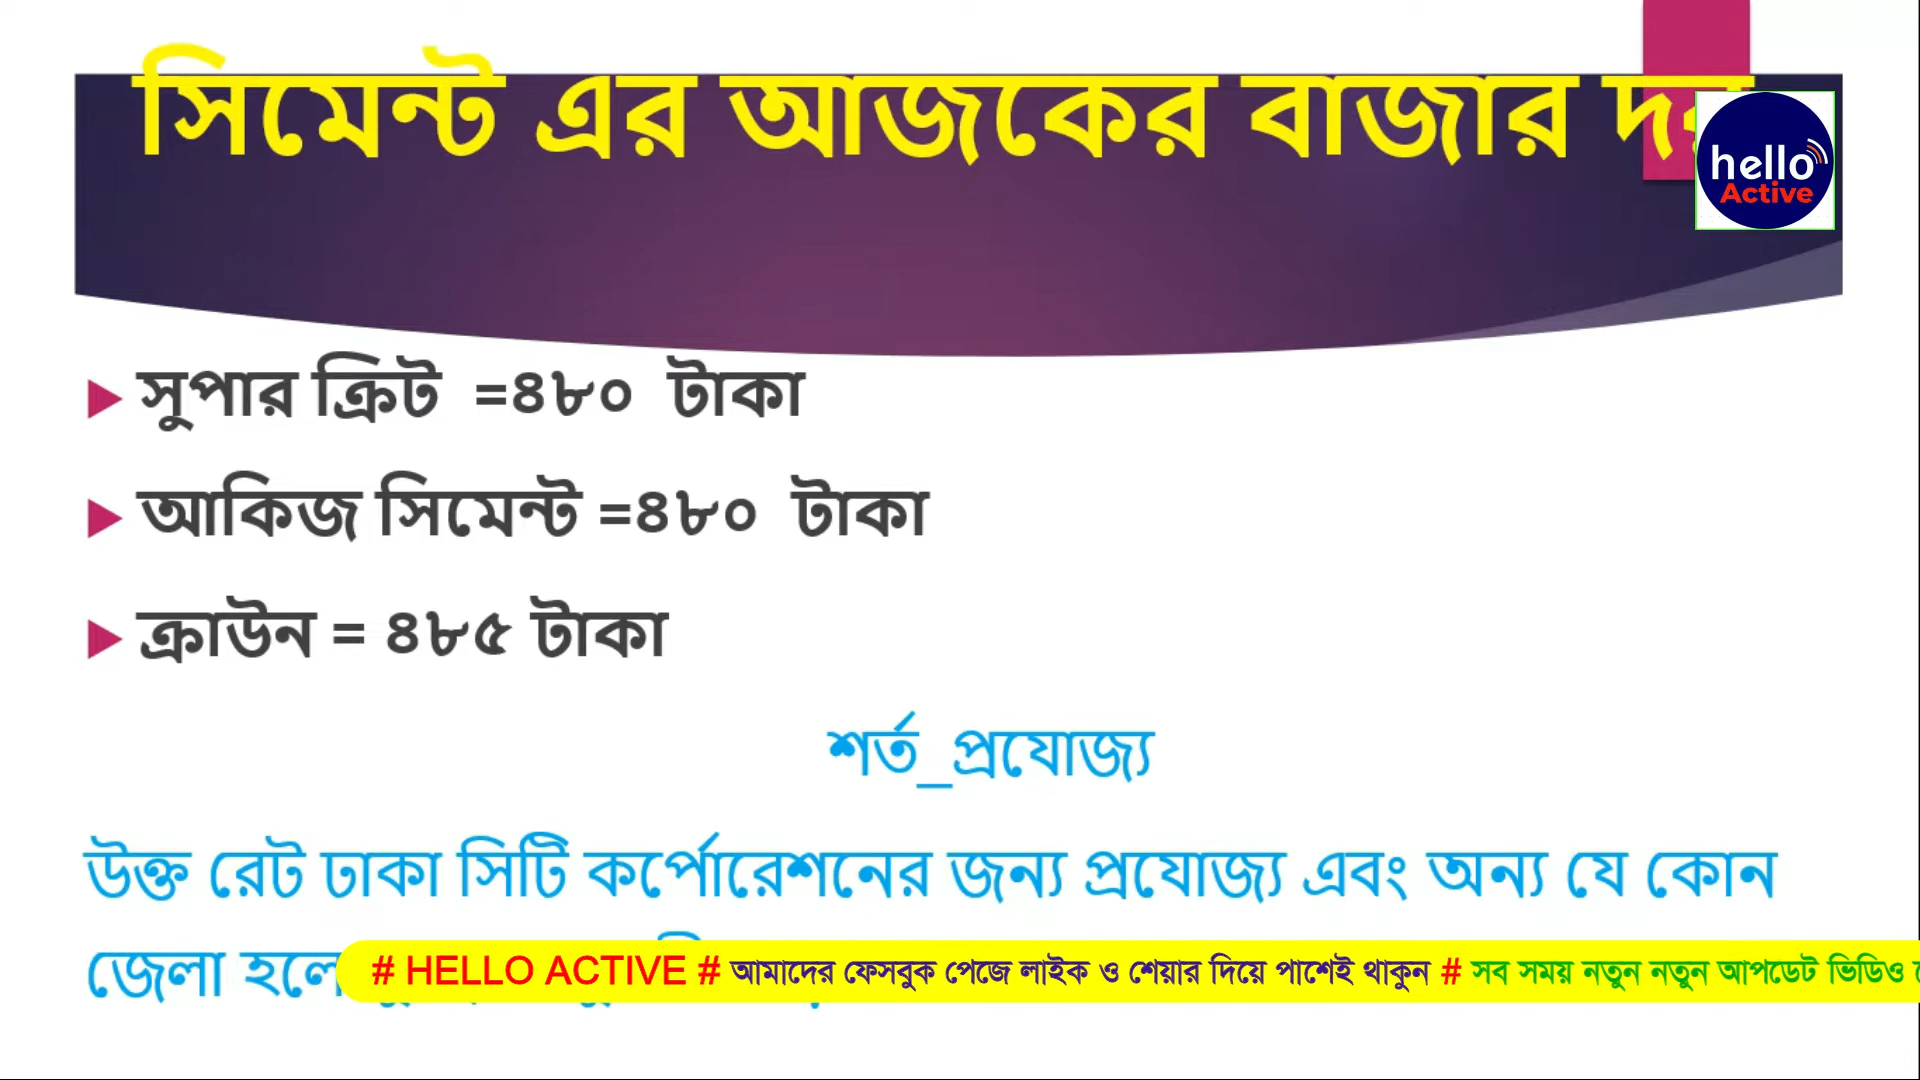 সিমেন্ট এর আজকের বাজার দর
hello
Active
সুপার ক্রিট =৪৮০ টাকা
আকিজ সিমেন্ট =৪৮০ টাকা
ক্রাউন = ৪৮৫ টাকা
শর্ত_প্রযোজ্য
উক্ত রেট ঢাকা সিটি কর্পোরেশনের জন্য প্রযোজ্য এবং অন্য যে কোন
জেলা হলে
# HELLO ACTIVE # আমাদের ফেসবুক পেজে লাইক ও শেয়ার দিয়ে পাশেই থাকুন # সব সময় নতুন নতুন আপডেট ভিডিও